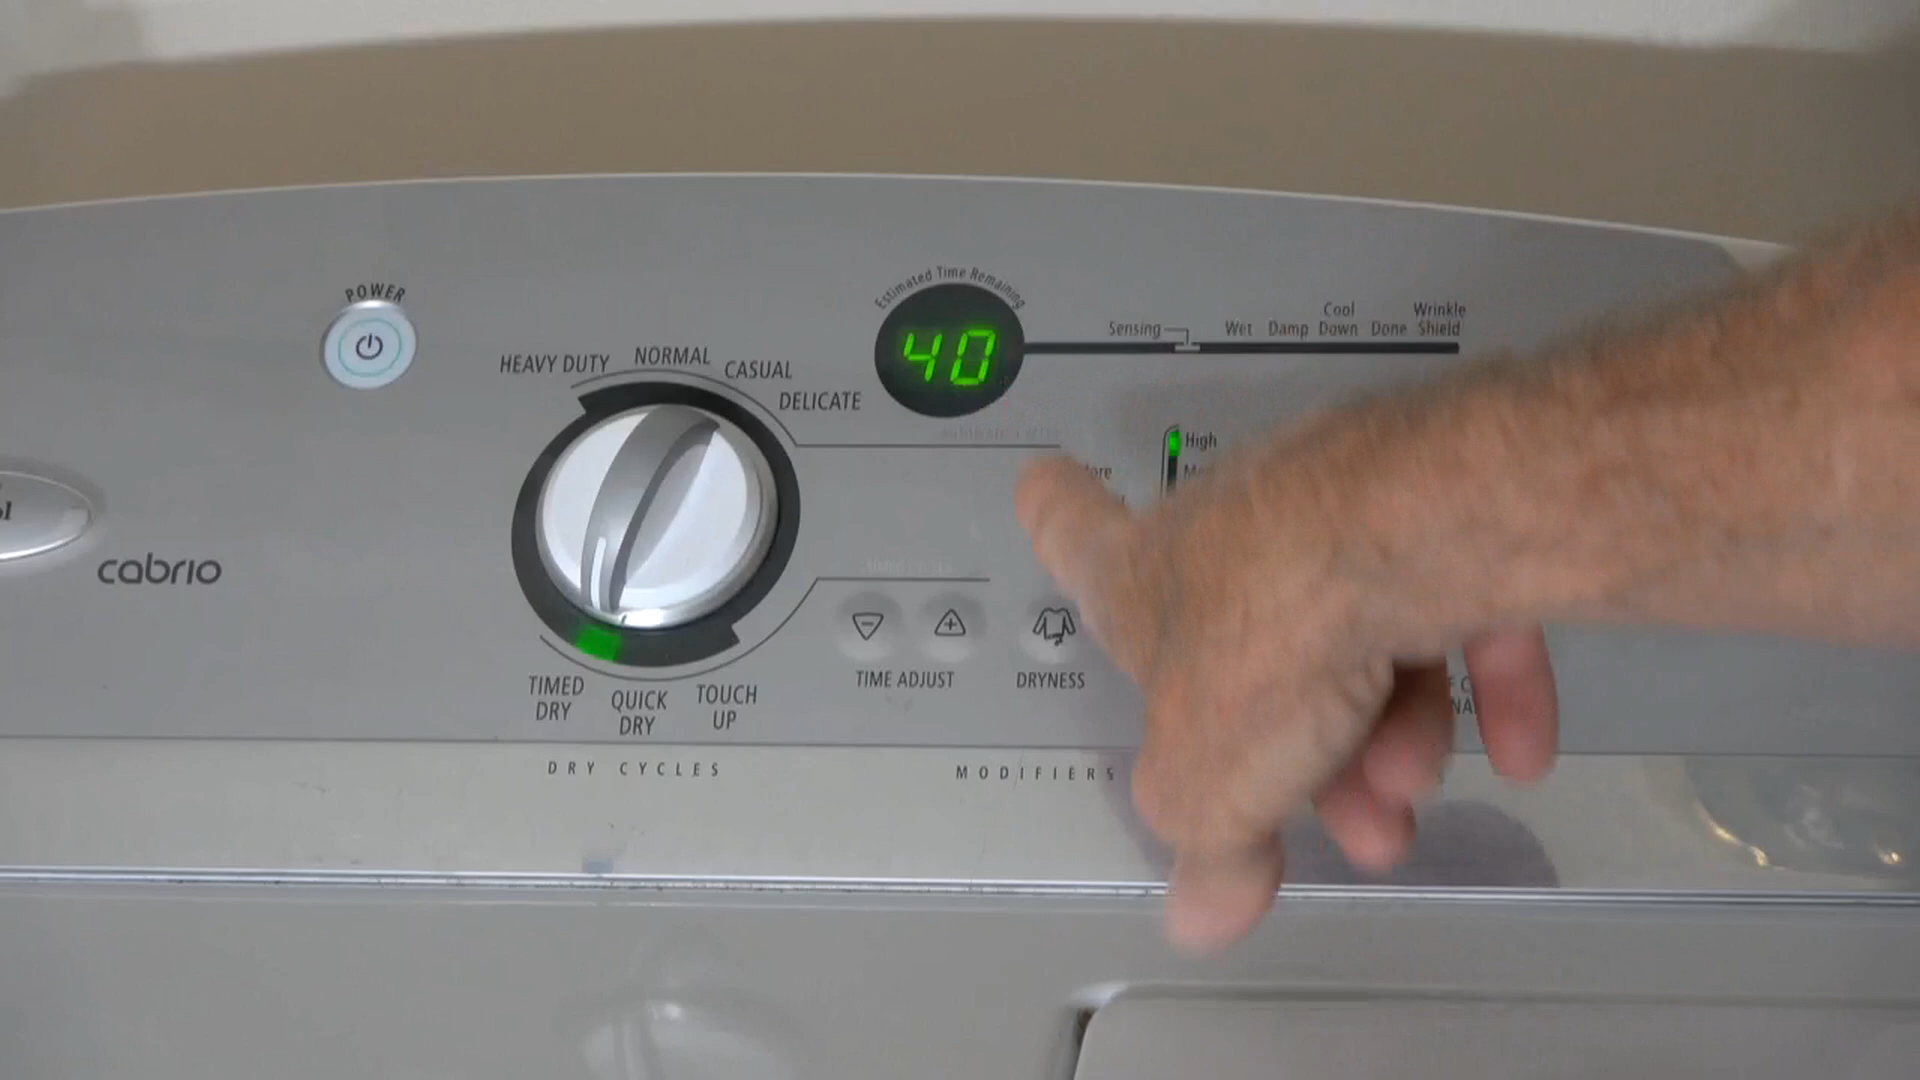 POWER
Estimated Time Remaining
40
Sensing
Wet
Damp
Cool
Down
Done
Wrinkle
Shield
HEAVY DUTY
NORMAL
CASUAL
DELICATE
High
cabrio
TIMED
DRY
QUICK
DRY
TOUCH
UP
TIME ADJUST
DRYNESS
DRY CYCLES
MODIFIERS